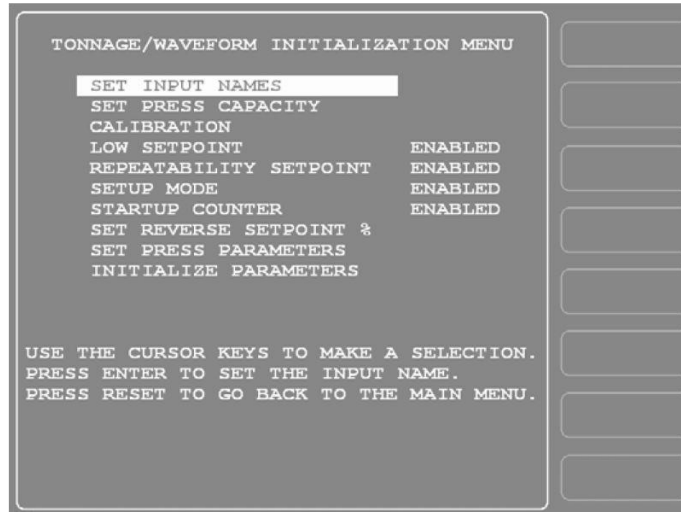 TONNAGE/WAVEFORM INITIALIZATION MENU
SET INPUT NAMES
SET PRESS CAPACITY
CALIBRATION
LOW SETPOINT ENABLED
REPEATABILITY SETPOINT ENABLED
SETUP MODE ENABLED
STARTUP COUNTER ENABLED
SET REVERSE SETPOINT %
SET PRESS PARAMETERS
INITIALIZE PARAMETERS
USE THE CURSOR KEYS TO MAKE A SELECTION.
PRESS ENTER TO SET THE INPUT NAME.
PRESS RESET TO GO BACK TO THE MAIN MENU.